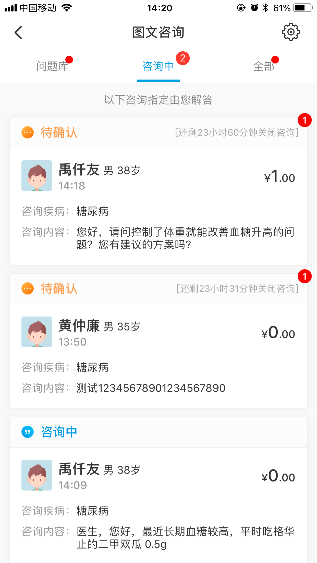 中国移动 14:20 61%
图文咨询
问题库 咨询中 2 全部
以下咨询指定由您解答
1
待确认 [还剩23小时60分钟关闭咨询]
禹仟友 男 38岁
14:18
¥1.00
咨询疾病： 糖尿病
咨询内容： 您好，请问控制了体重就能改善血糖升高的问
题？您有建议的方案吗？
1
待确认 [还剩23小时31分钟关闭咨询]
黄仲廉 男 35岁
13:50
¥0.00
咨询疾病： 糖尿病
咨询内容： 测试12345678901234567890
咨询中
禹仟友 男 38岁
14:09
¥0.00
咨询疾病： 糖尿病
咨询内容： 医生，您好，最近长期血糖较高，平时吃格华
止的二甲双瓜 0.5g